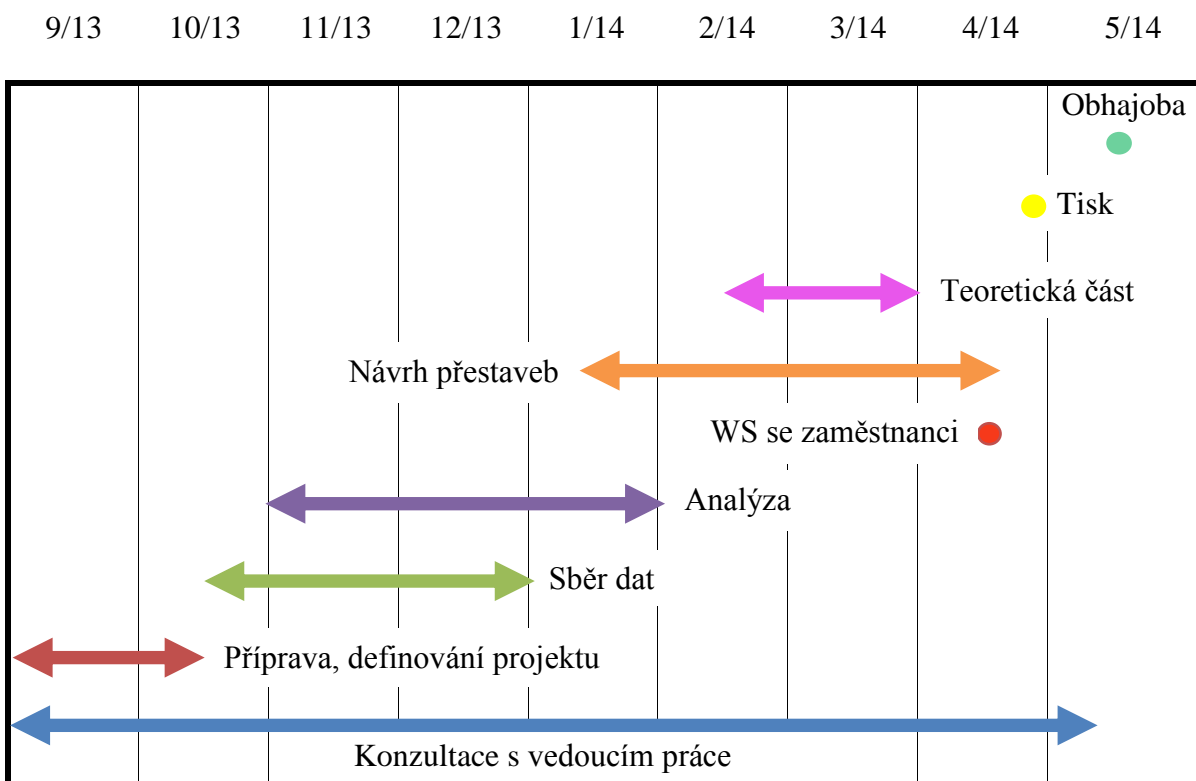 9/13 10/13 11/13 12/13 1/14 2/14 3/14 4/14 5/14
Obhajoba
Tisk
Teoretická část
Návrh přestaveb
WS se zaměstnanci
Analýza
Sběr dat
Příprava, definování projektu
Konzultace s vedoucím práce